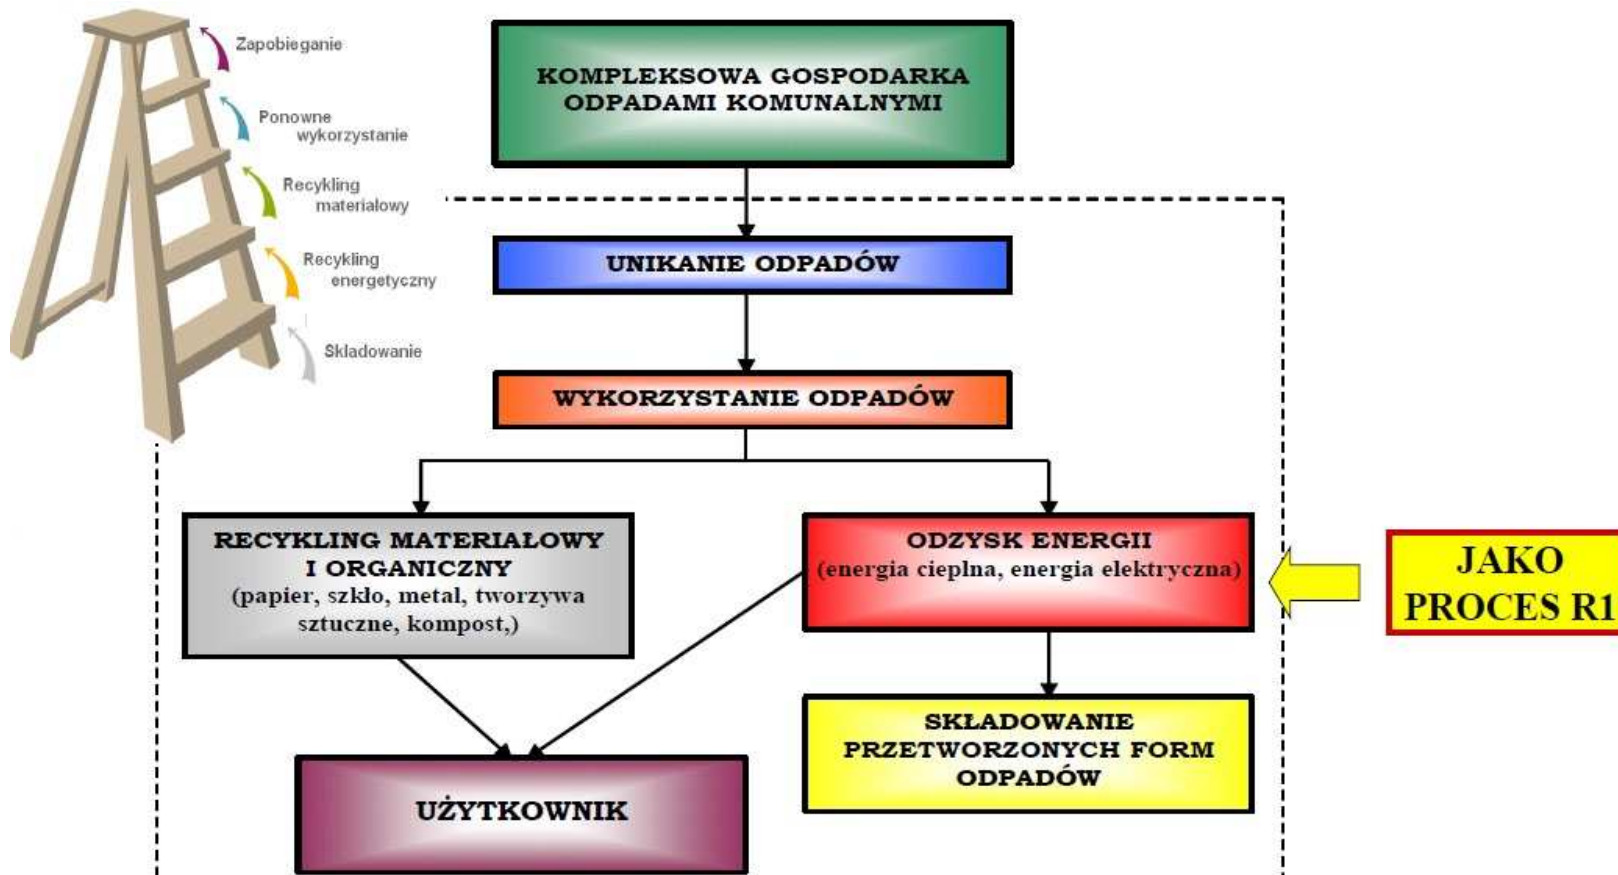 Zapobieganie
Ponowne
wykorzystanie
Recykling
materiałowy
Recykling
energetyczny
Składowanie
KOMPLEKSOWA GOSPODARKA
ODPADAMI KOMUNALNYMI
UNIKANIE ODPADÓW
WYKORZYSTANIE ODPADÓW
RECYKLING MATERIAŁOWY
I ORGANICZNY
(papier, szkło, metal, tworzywa
sztuczne, kompost,)
ODZYSK ENERGII
(energia cieplna, energia elektryczna)
JAKO
PROCES R1
SKŁADOWANIE
PRZETWORZONYCH FORM
ODPADÓW
UŻYTKOWNIK